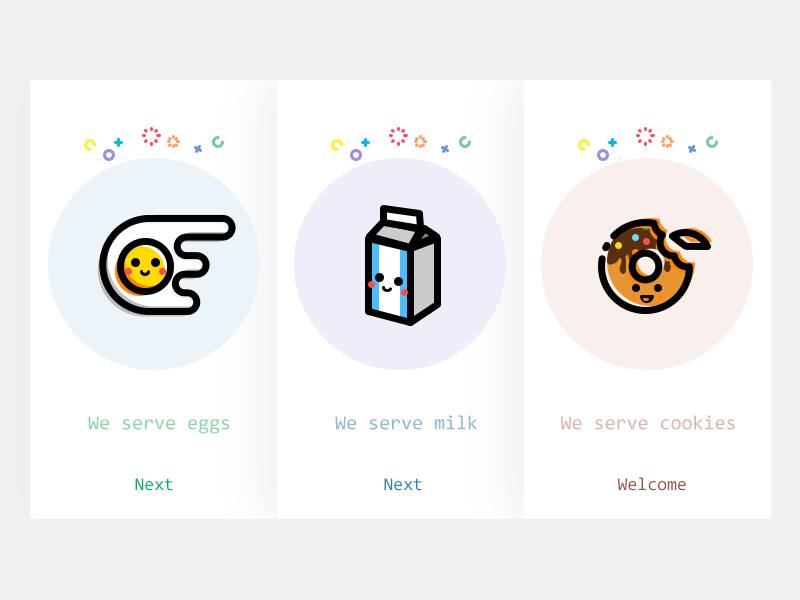 We serve eggs
Next
We serve milk
Next
We serve cookies
Welcome